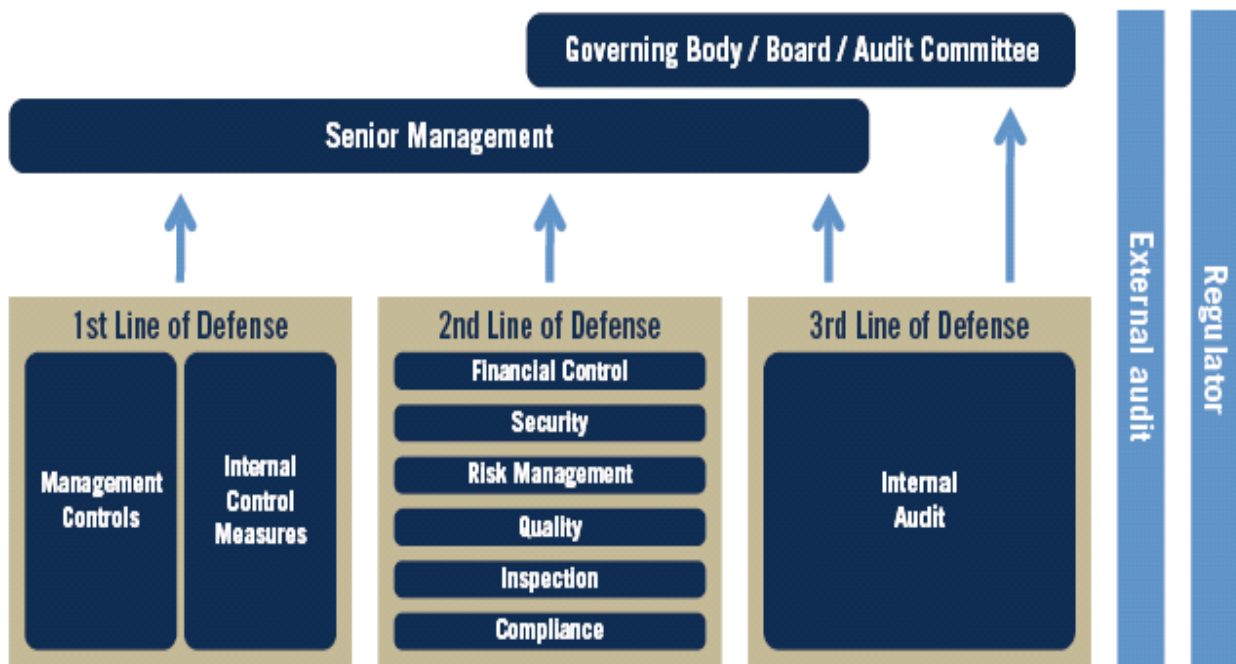 Governing Body / Board / Audit Committee
Senior Management
1st Line of Defense
Management
Controls
Internal
Control
Measures
2nd Line of Defense
Financial Control
Security
Risk Management
Quality
Inspection
Compliance
3rd Line of Defense
Internal
Audit
External audit
Regulator